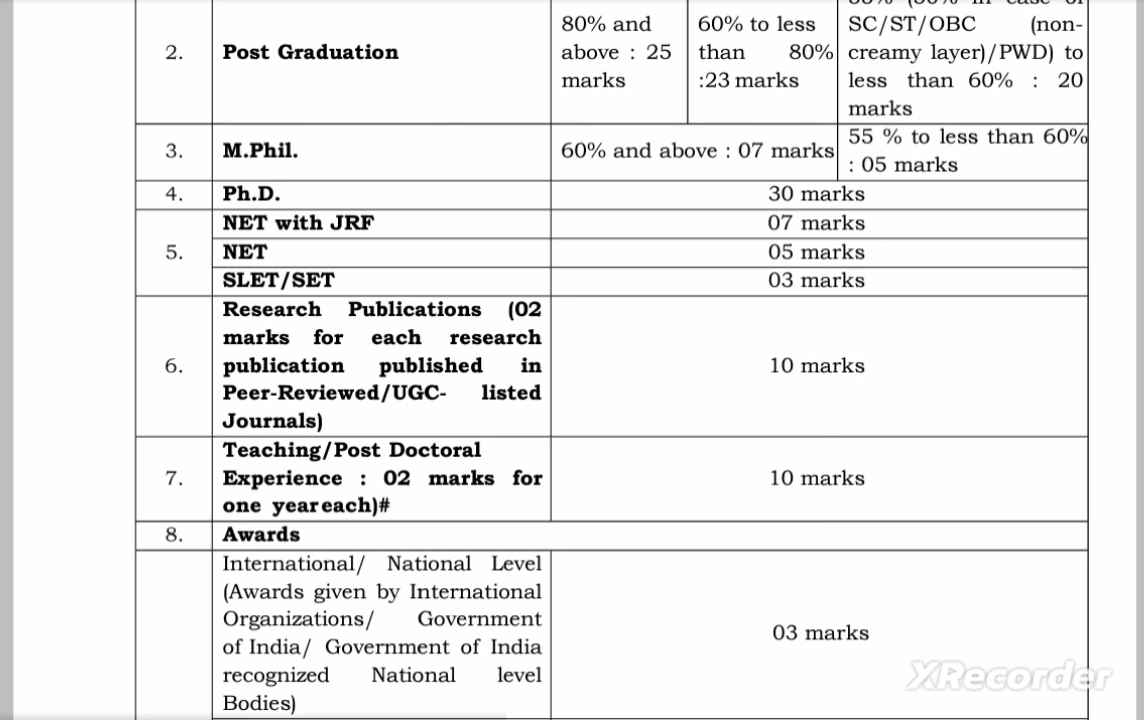 55% (50% in case of
2. Post Graduation
80% and
above : 25
marks
60% to less
than 80%
:23 marks
SC/ST/OBC (non-
creamy layer)/PWD) to
less than 60% : 20
marks
3. M.Phil.
60% and above : 07 marks
55 % to less than 60%
: 05 marks
4. Ph.D. 30 marks
5.
NET with JRF 07 marks
NET 05 marks
SLET/SET 03 marks
6.
Research Publications (02
marks for each research
publication published in
Peer-Reviewed/UGC- listed
Journals)
10 marks
7.
Teaching/Post Doctoral
Experience : 02 marks for
one yeareach)#
10 marks
8. Awards
International/ National Level
(Awards given by International
Organizations/ Government
of India/ Government of India
recognized National level
Bodies)
03 marks
XRecorder